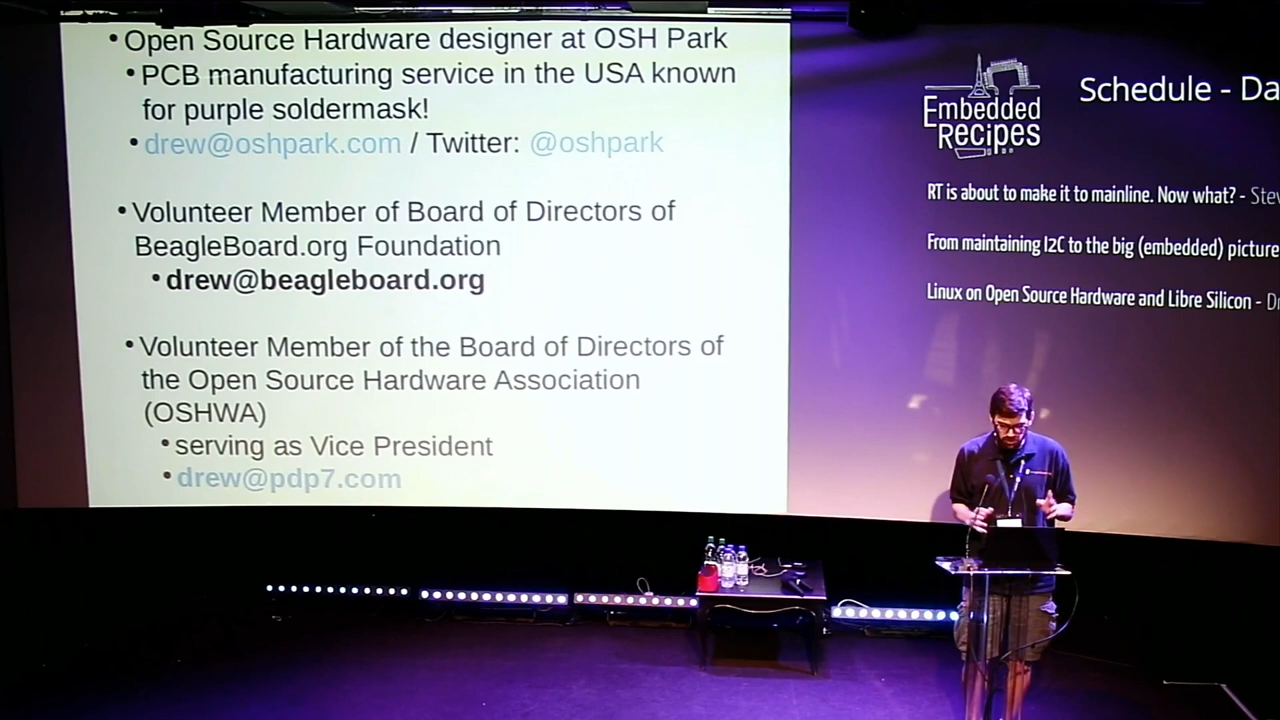 • Open Source Hardware designer at OSH Park
• PCB manufacturing service in the USA known
for purple soldermask!
• drew@oshpark.com / Twitter: @oshpark
• Volunteer Member of Board of Directors of
BeagleBoard.org Foundation
• drew@beagleboard.org
• Volunteer Member of the Board of Directors of
the Open Source Hardware Association
(OSHWA)
• serving as Vice President
• drew@pdp7.com
Embedded
Recipes
Schedule - Da
RT is about to make it to mainline. Now what? - Stev
From maintaining I2C to the big (embedded) picture
Linux on Open Source Hardware and Libre Silicon - Dr